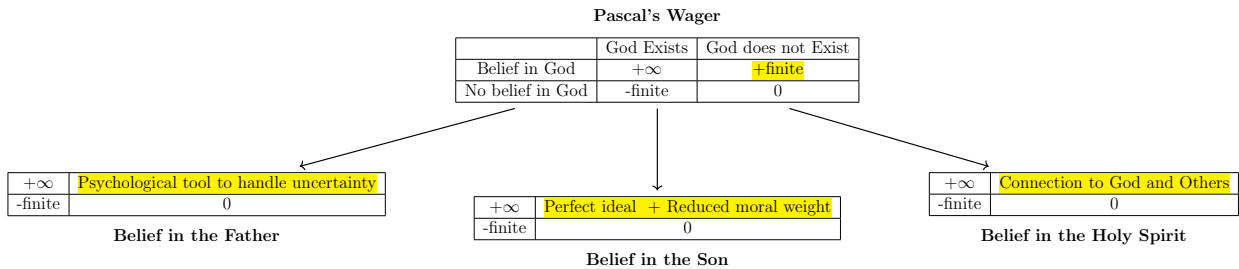 Pascal's Wager
God Exists God does not Exist
Belief in God +∞ +finite
No belief in God -finite 0
+∞ Psychological tool to handle uncertainty
-finite 0
Belief in the Father
+∞ Perfect ideal + Reduced moral weight
-finite 0
Belief in the Son
+∞ Connection to God and Others
-finite 0
Belief in the Holy Spirit